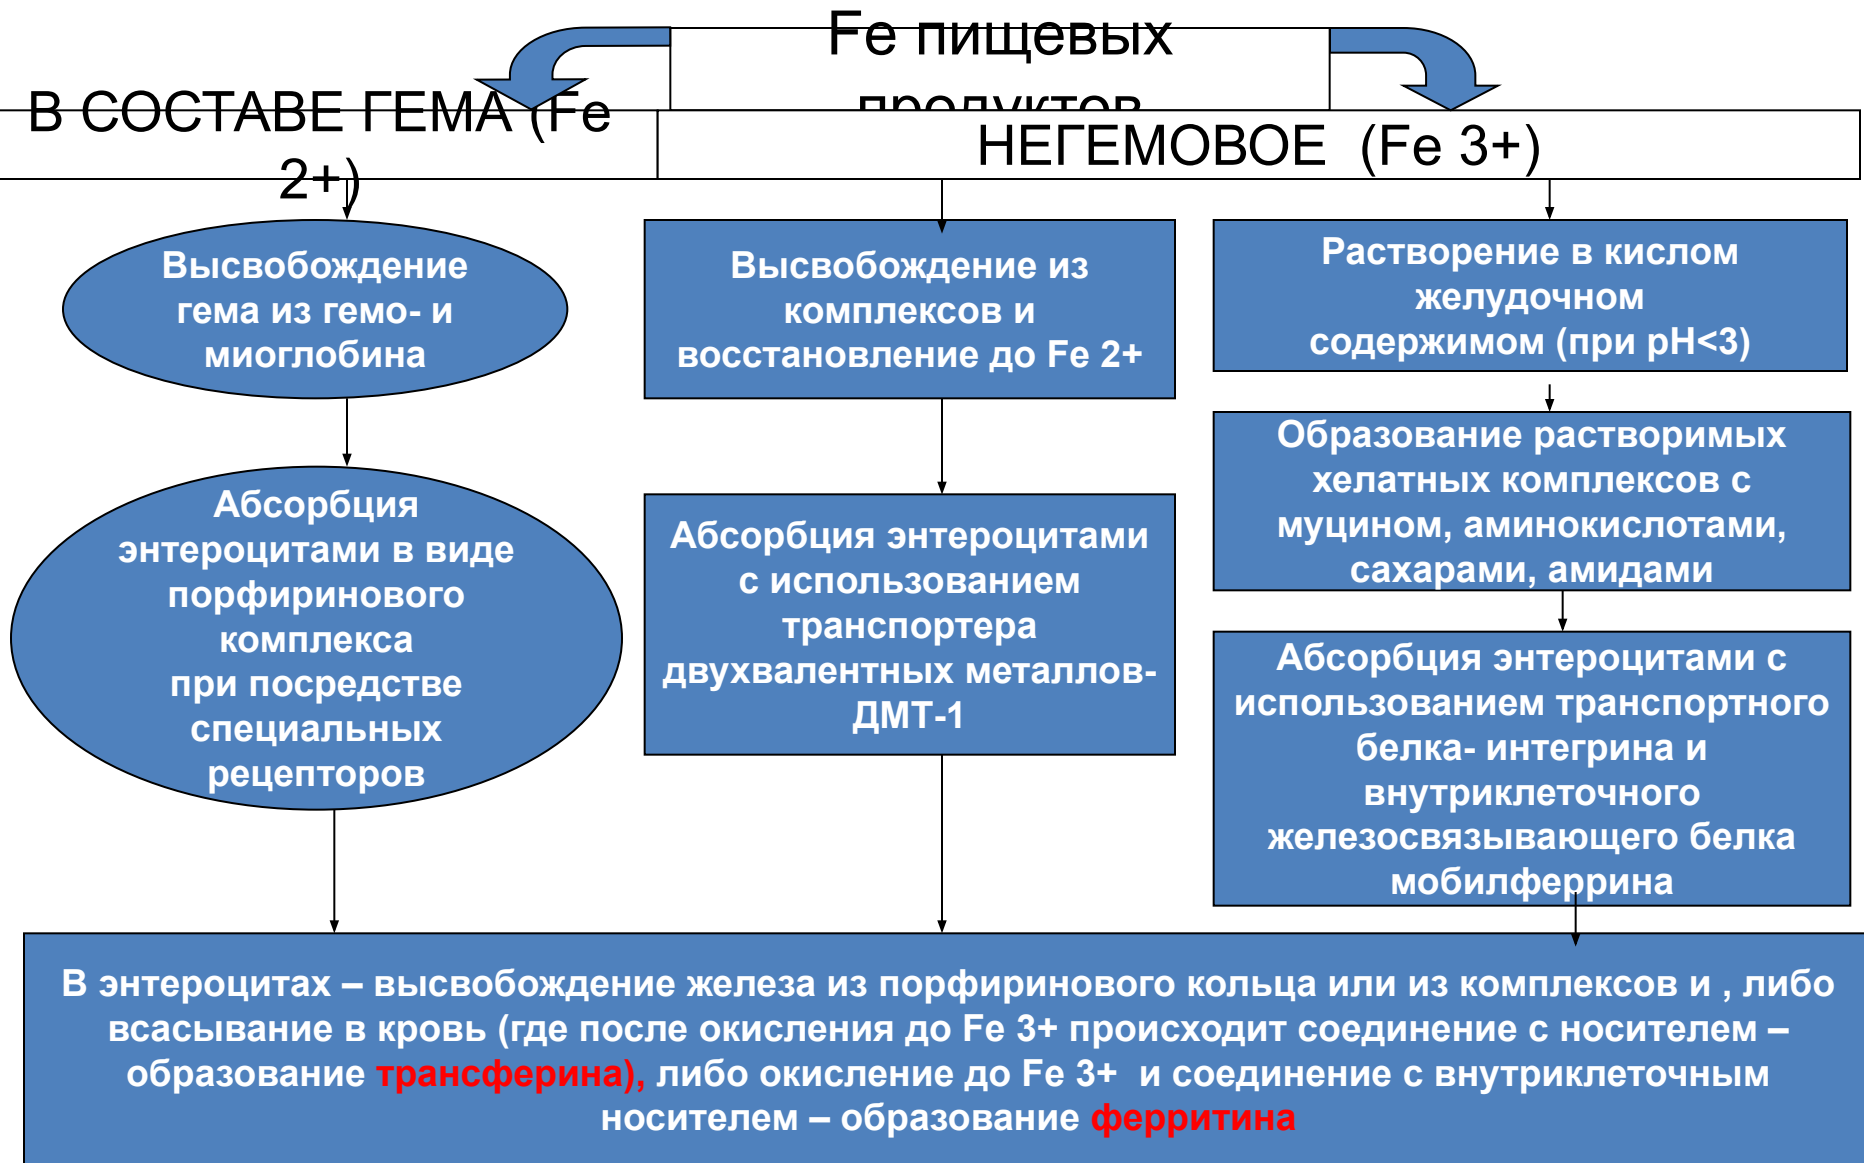 Fe пищевых
продуктов
В СОСТАВЕ ГЕМА (Fe
2+)
НЕГЕМОВОЕ (Fe 3+)
Высвобождение
гема из гемо- и
миоглобина
Абсорбция
энтероцитами в виде
порфиринового
комплекса
при посредстве
специальных
рецепторов
Высвобождение из
комплексов и
восстановление до Fe 2+
Абсорбция энтероцитами
с использованием
транспортера
двухвалентных металлов-
ДМТ-1
Растворение в кислом
желудочном
содержимом (при pH<3)
Образование растворимых
хелатных комплексов с
муцином, аминокислотами,
сахарами, амидами
Абсорбция энтероцитами с
использованием транспортного
белка- интегрина и
внутриклеточного
железосвязывающего белка
мобилферрина
В энтероцитах – высвобождение железа из порфиринового кольца или из комплексов и , либо
всасывание в кровь (где после окисления до Fe 3+ происходит соединение с носителем –
образование трансферина), либо окисление до Fe 3+ и соединение с внутриклеточным
носителем – образование ферритина